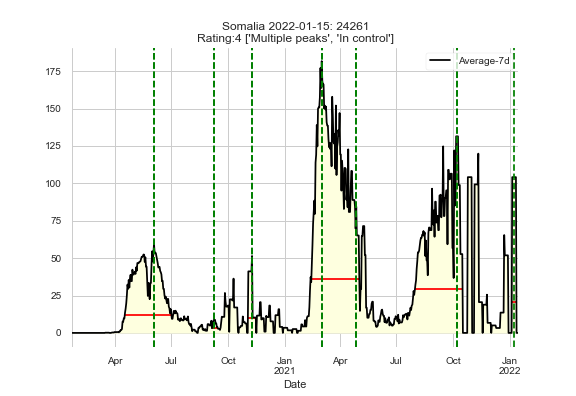 Somalia 2022-01-15: 24261
Rating:4 ['Multiple peaks', 'In control']
Average-7d
175
150
125
100
75
50
25
0
Apr
Jul
Oct
Jan
2021
Apr
Jul
Oct
Jan
2022
Date